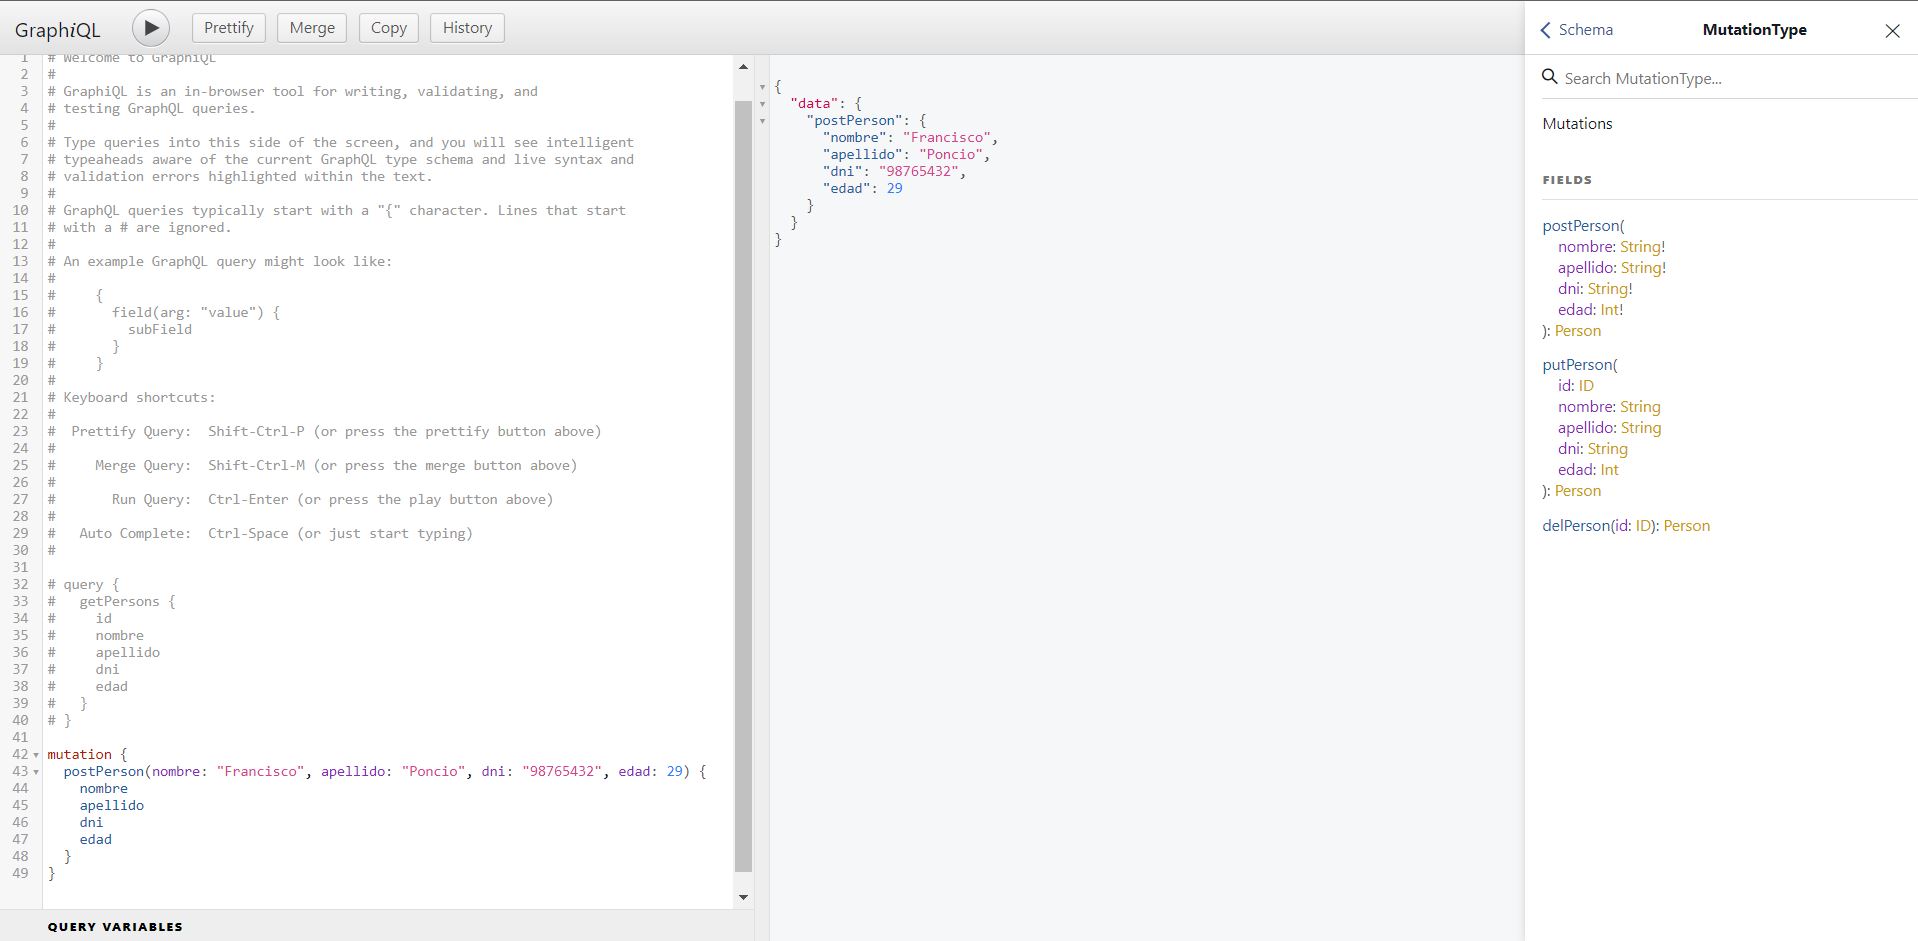 GraphiQL
Prettify
Merge
Copy
History
1 # Welcome to GraphiQL
2 #
3 # GraphiQL is an in-browser tool for writing, validating, and
4 # testing GraphQL queries.
5 #
6 # Type queries into this side of the screen, and you will see intelligent
7 # typeaheads aware of the current GraphQL type schema and live syntax and
8 # validation errors highlighted within the text.
9 #
10 # GraphQL queries typically start with a "{" character. Lines that start
11 # with a # are ignored.
12 #
13 # An example GraphQL query might look like:
14 #
15 #     {
16 #       field(arg: "value") {
17 #         subField
18 #       }
19 #     }
20 #
21 # Keyboard shortcuts:
22 #
23 #  Prettify Query:  Shift-Ctrl-P (or press the prettify button above)
24 #
25 #     Merge Query:  Shift-Ctrl-M (or press the merge button above)
26 #
27 #       Run Query:  Ctrl-Enter (or press the play button above)
28 #
29 #   Auto Complete:  Ctrl-Space (or just start typing)
30 #
31
32 # query {
33 #   getPersons {
34 #     id
35 #     nombre
36 #     apellido
37 #     dni
38 #     edad
39 #   }
40 # }
41
42 mutation {
43   postPerson(nombre: "Francisco", apellido: "Poncio", dni: "98765432", edad: 29) {
44     nombre
45     apellido
46     dni
47     edad
48   }
49 }
QUERY VARIABLES
{
  "data": {
    "postPerson": {
      "nombre": "Francisco",
      "apellido": "Poncio",
      "dni": "98765432",
      "edad": 29
    }
  }
}
Schema
MutationType
Search MutationType...
Mutations
FIELDS
postPerson(
nombre: String!
apellido: String!
dni: String!
edad: Int!
): Person
putPerson(
id: ID
nombre: String
apellido: String
dni: String
edad: Int
): Person
delPerson(id: ID): Person